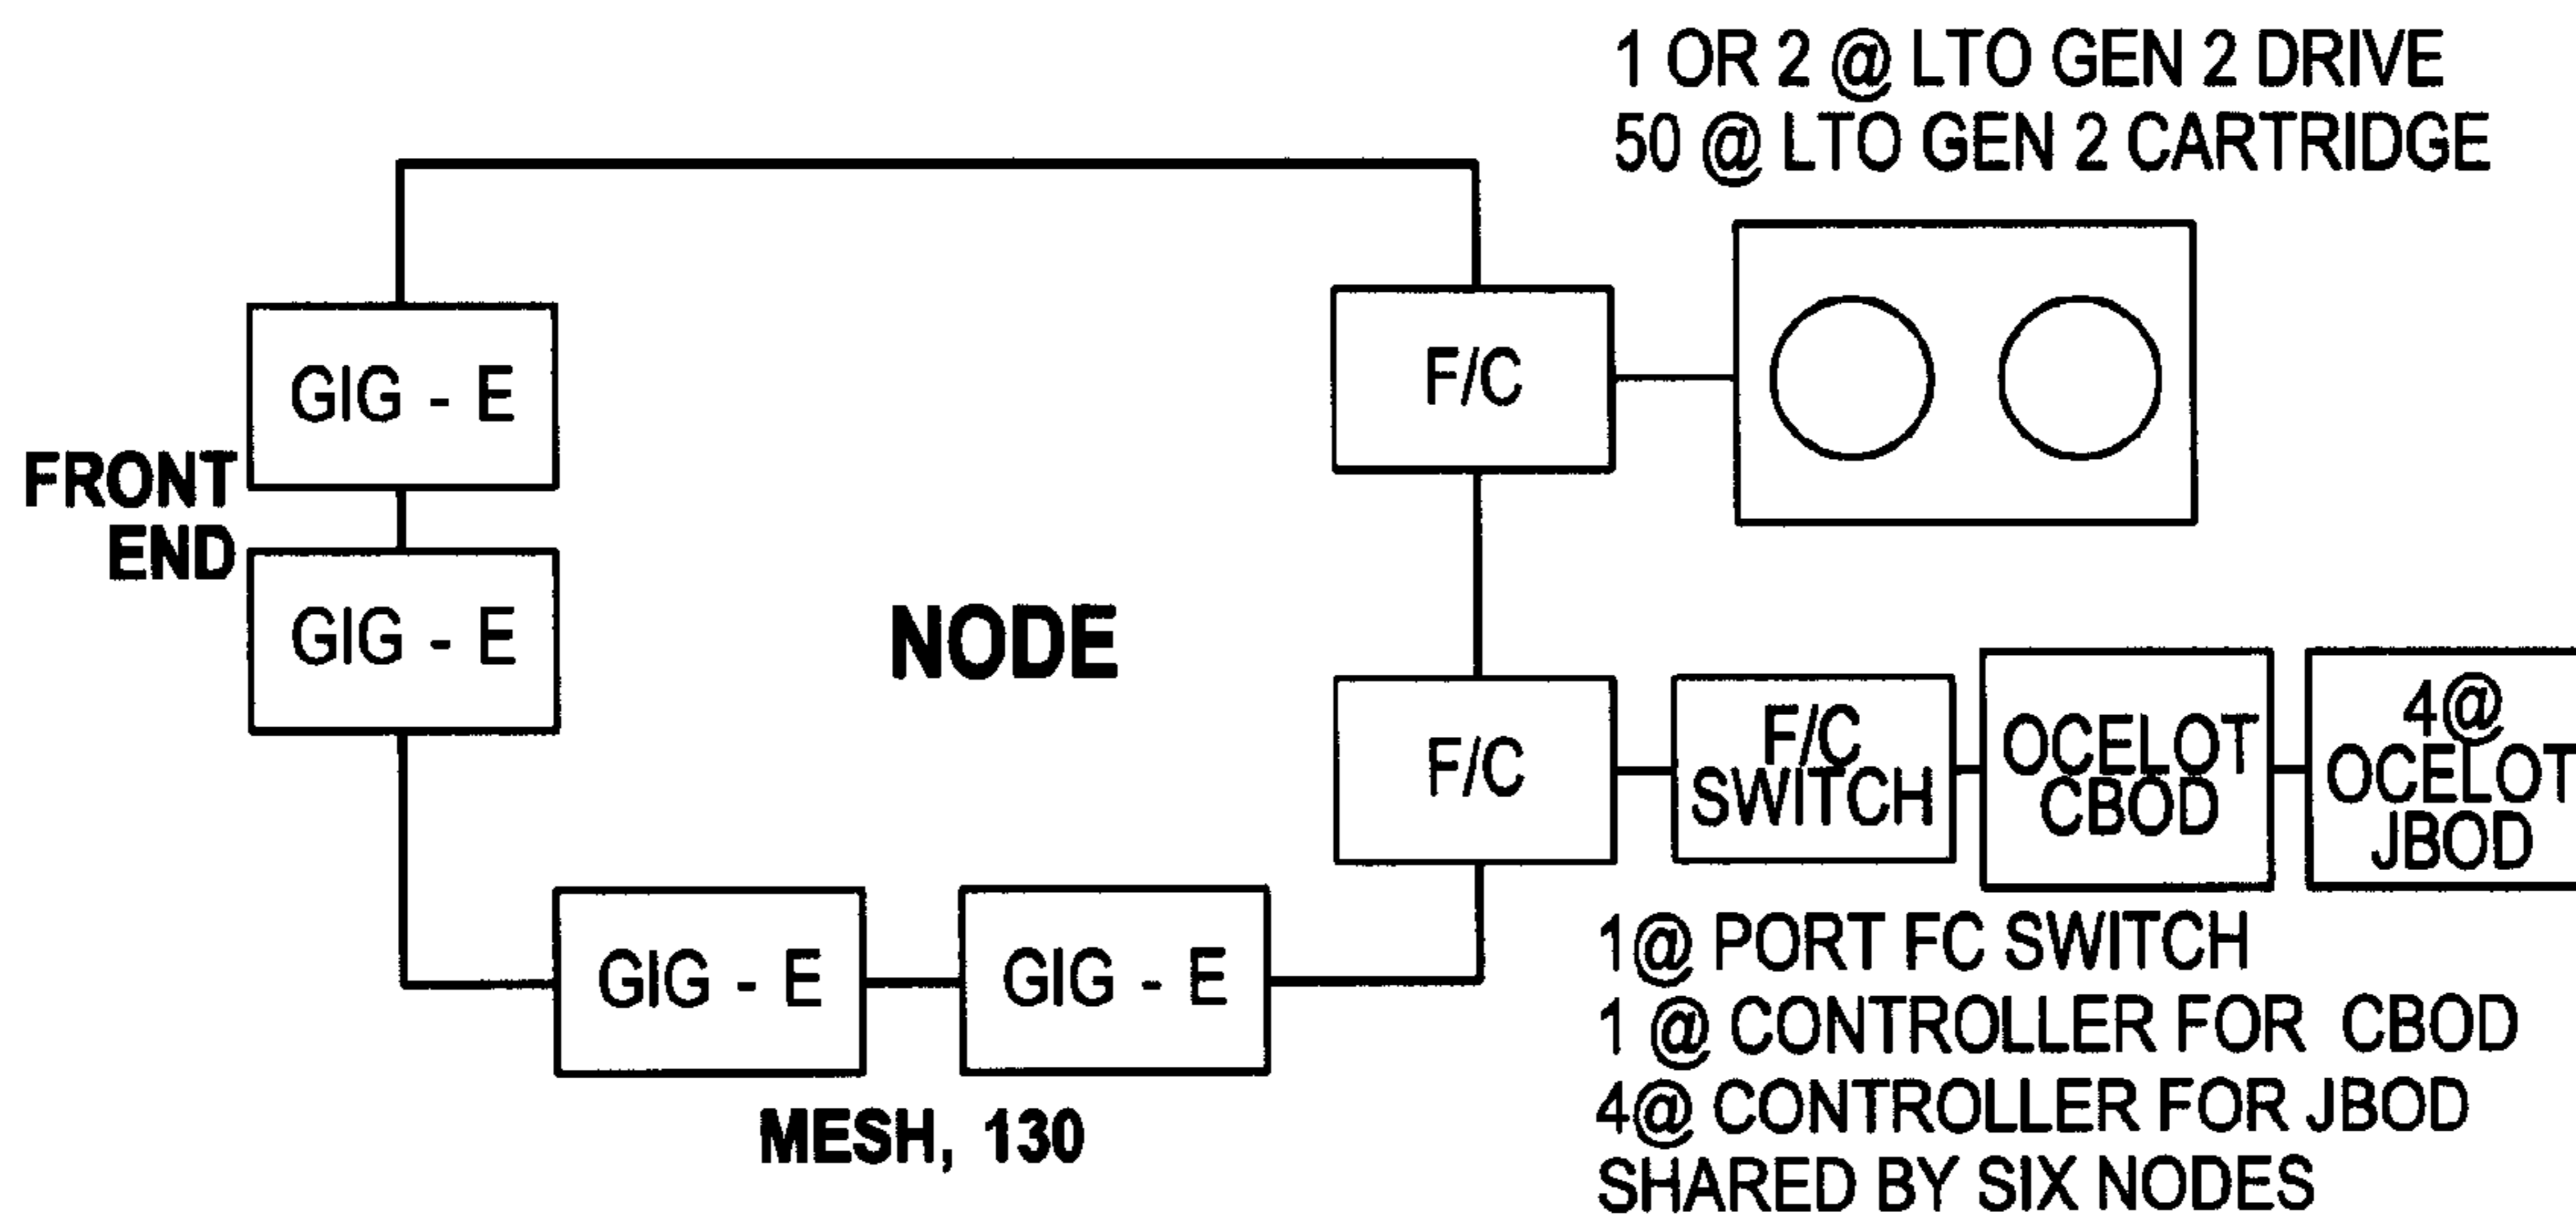 1 OR 2 @ LTO GEN 2 DRIVE
50 @ LTO GEN 2 CARTRIDGE
GIG - E
F/C
FRONT
END
GIG - E
NODE
F/C
F/C
SWITCH
OCELOT
CBOD
4@
OCELOT
JBOD
GIG - E
GIG - E
MESH, 130
1@ PORT FC SWITCH
1 @ CONTROLLER FOR CBOD
4@ CONTROLLER FOR JBOD
SHARED BY SIX NODES